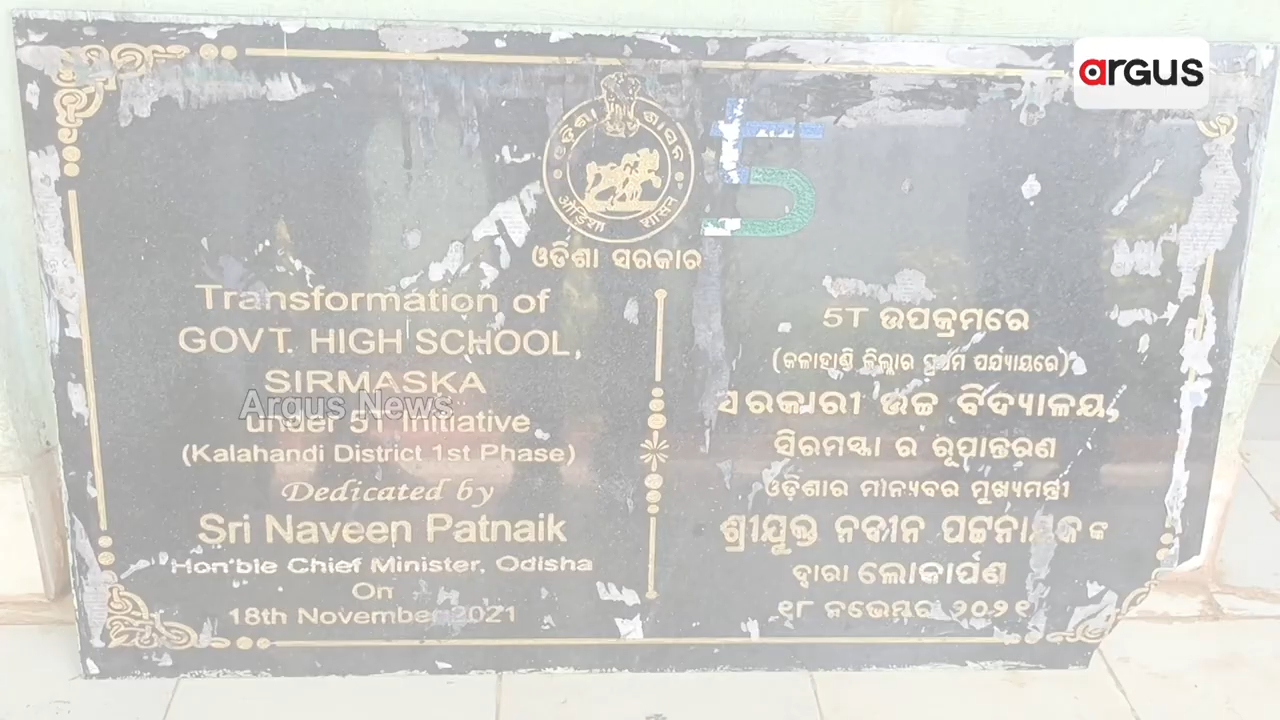 argus
ଓଡ଼ିଶା ଶାସନ
ओड़िशा शासन
5T
ଓଡିଶା ସରକାର
Transformation of
GOVT. HIGH SCHOOL,
SIRMASKA
Argus News
under 5T Initiative
(Kalahandi District 1st Phase)
Dedicated by
Sri Naveen Patnaik
Hon'ble Chief Minister, Odisha
On
18th November 2021
5T ଉପକ୍ରମରେ
(କଳାହାଣ୍ଡି ଜିଲ୍ଲାର ପ୍ରଥମ ପର୍ଯ୍ୟାୟରେ)
ସରକାରୀ ଉଚ୍ଚ ବିଦ୍ୟାଳୟ,
ସିରମସ୍କା ର ରୂପାନ୍ତରଣ
ଓଡ଼ିଶାର ମାନ୍ୟବର ମୁଖ୍ୟମନ୍ତ୍ରୀ
ଶ୍ରୀଯୁକ୍ତ ନବୀନ ପଟ୍ଟନାୟକଙ୍କ
ଦ୍ୱାରା ଲୋକାର୍ପଣ
୧୮ ନଭେମ୍ବର ୨୦୨୧